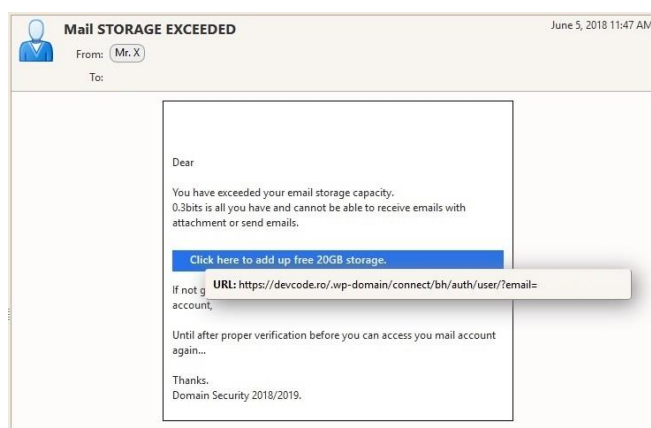 Mail STORAGE EXCEEDED
June 5, 2018 11:47 AM
From: Mr. X
To:
Dear
You have exceeded your email storage capacity.
0.3bits is all you have and cannot be able to receive emails with
attachment or send emails.
Click here to add up free 20GB storage.
URL: https://devcode.ro/.wp-domain/connect/bh/auth/user/?email=
If not g
account,
Until after proper verification before you can access you mail account
again...
Thanks.
Domain Security 2018/2019.